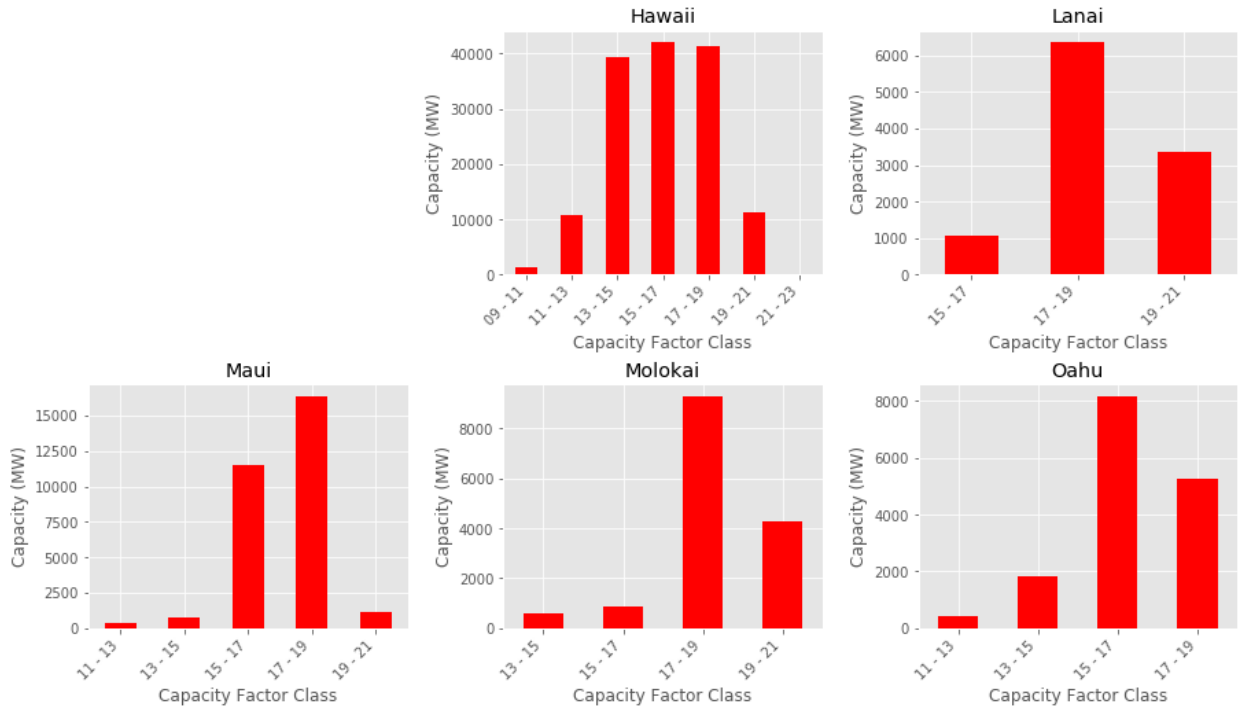 Hawaii
Capacity (MW)
40000
30000
20000
10000
0
09 - 11
11 - 13
13 - 15
15 - 17
17 - 19
19 - 21
21 - 23
Capacity Factor Class
Lanai
Capacity (MW)
6000
5000
4000
3000
2000
1000
0
15 - 17
17 - 19
19 - 21
Capacity Factor Class
Maui
Capacity (MW)
15000
12500
10000
7500
5000
2500
0
11 - 13
13 - 15
15 - 17
17 - 19
19 - 21
Capacity Factor Class
Molokai
Capacity (MW)
8000
6000
4000
2000
0
13 - 15
15 - 17
17 - 19
19 - 21
Capacity Factor Class
Oahu
Capacity (MW)
8000
6000
4000
2000
0
11 - 13
13 - 15
15 - 17
17 - 19
Capacity Factor Class